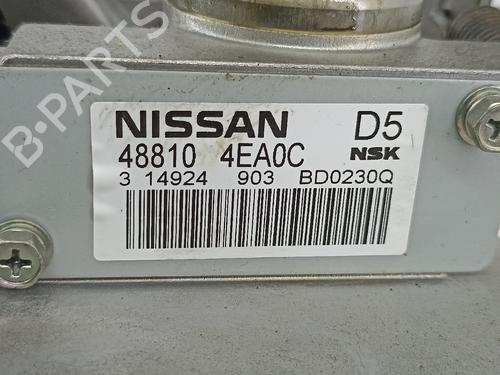 B-PARTS
NISSAN D5
48810 4EA0C NSK
3 14924 903 BD0230Q